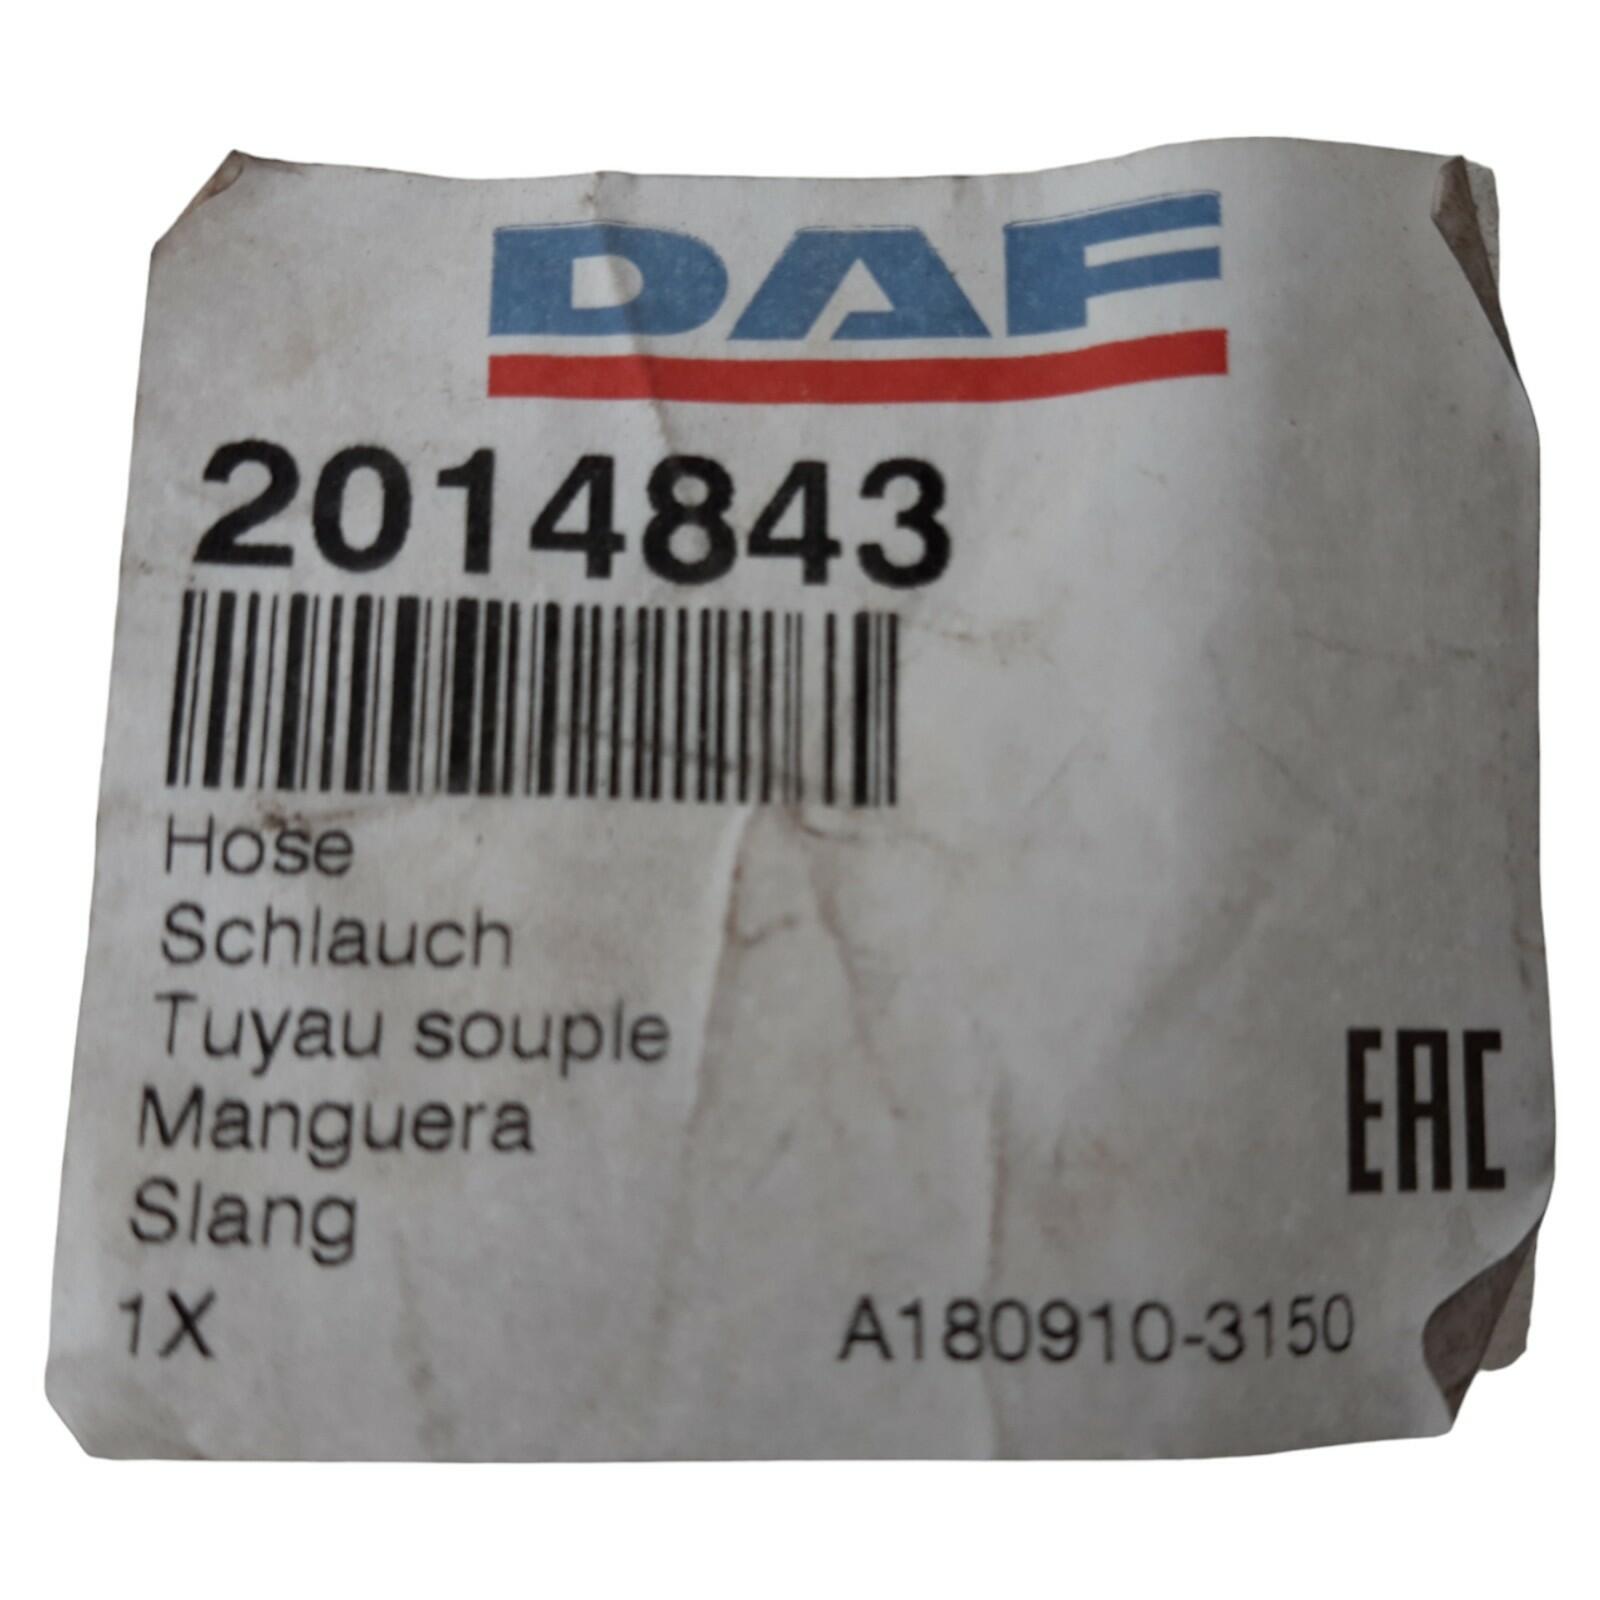 DAF
2014843
Hose
Schlauch
Tuyau souple
Manguera
Slang
EAC
1X A180910-3150